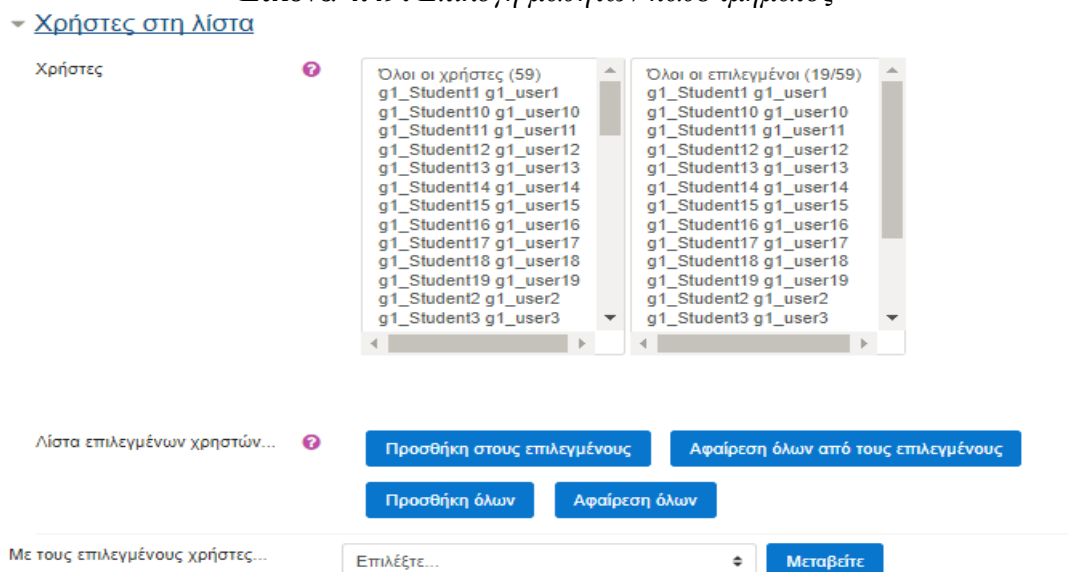 Χρήστες στη λίστα
Χρήστες
Όλοι οι χρήστες (59)
g1_Student1 g1_user1
g1_Student10 g1_user10
g1_Student11 g1_user11
g1_Student12 g1_user12
g1_Student13 g1_user13
g1_Student14 g1_user14
g1_Student15 g1_user15
g1_Student16 g1_user16
g1_Student17 g1_user17
g1_Student18 g1_user18
g1_Student19 g1_user19
g1_Student2 g1_user2
g1_Student3 g1_user3
Όλοι οι επιλεγμένοι (19/59)
g1_Student1 g1_user1
g1_Student10 g1_user10
g1_Student11 g1_user11
g1_Student12 g1_user12
g1_Student13 g1_user13
g1_Student14 g1_user14
g1_Student15 g1_user15
g1_Student16 g1_user16
g1_Student17 g1_user17
g1_Student18 g1_user18
g1_Student19 g1_user19
g1_Student2 g1_user2
g1_Student3 g1_user3
Λίστα επιλεγμένων χρηστών...
Προσθήκη στους επιλεγμένους
Αφαίρεση όλων από τους επιλεγμένους
Προσθήκη όλων
Αφαίρεση όλων
Με τους επιλεγμένους χρήστες...
Επιλέξτε...
Μεταβείτε